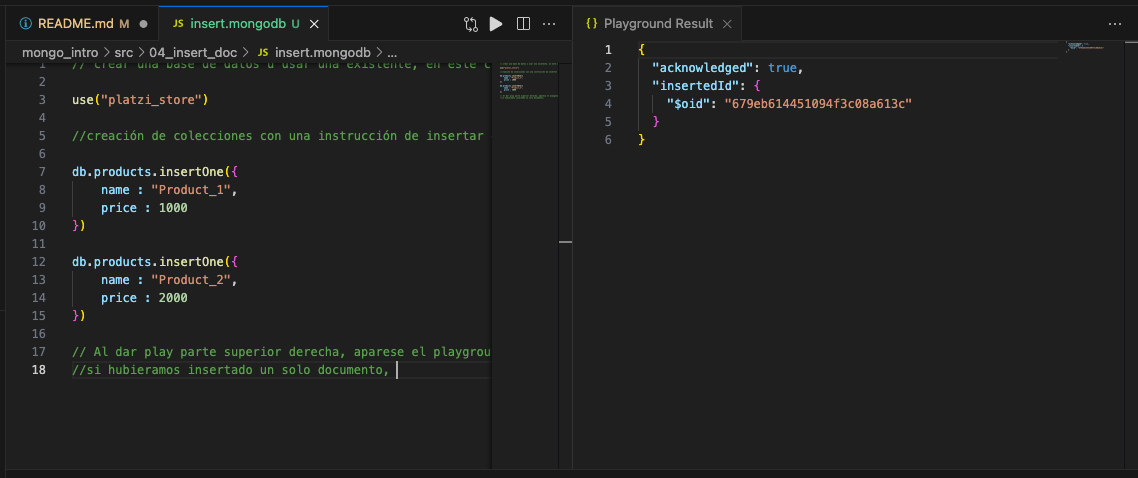 README.md M
JS insert.mongodb U
mongo_intro > src > 04_insert_doc > JS insert.mongodb > ...
1 // crear una base de datos u usar una existente, en este c
2
3 use("platzi_store")
4
5 //creación de colecciones con una instrucción de insertar
6
7 db.products.insertOne({
8 name : "Product_1",
9 price : 1000
10 })
11
12 db.products.insertOne({
13 name : "Product_2",
14 price : 2000
15 })
16
17 // Al dar play parte superior derecha, aparese el playgrou
18 //si hubieramos insertado un solo documento,
{} Playground Result
1 {
2 "acknowledged": true,
3 "insertedId": {
4 "$oid": "679eb614451094f3c08a613c"
5 }
6 }